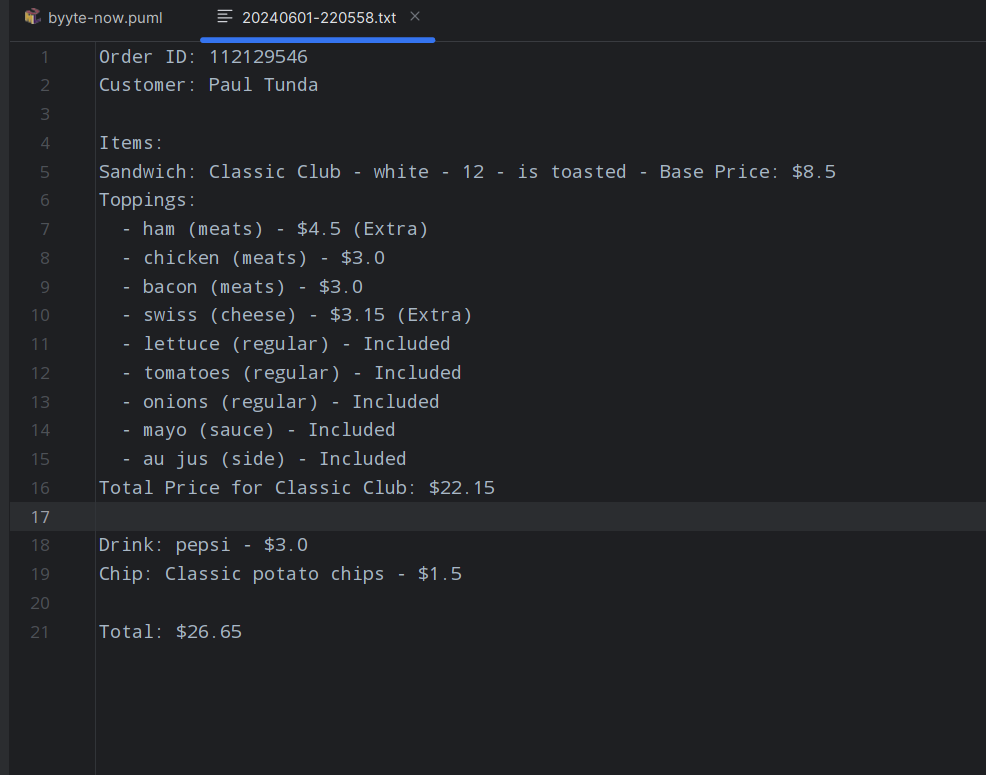 byyte-now.puml 20240601-220558.txt
1 Order ID: 112129546
2 Customer: Paul Tunda
3
4 Items:
5 Sandwich: Classic Club - white - 12 - is toasted - Base Price: $8.5
6 Toppings:
7 - ham (meats) - $4.5 (Extra)
8 - chicken (meats) - $3.0
9 - bacon (meats) - $3.0
10 - swiss (cheese) - $3.15 (Extra)
11 - lettuce (regular) - Included
12 - tomatoes (regular) - Included
13 - onions (regular) - Included
14 - mayo (sauce) - Included
15 - au jus (side) - Included
16 Total Price for Classic Club: $22.15
17
18 Drink: pepsi - $3.0
19 Chip: Classic potato chips - $1.5
20
21 Total: $26.65